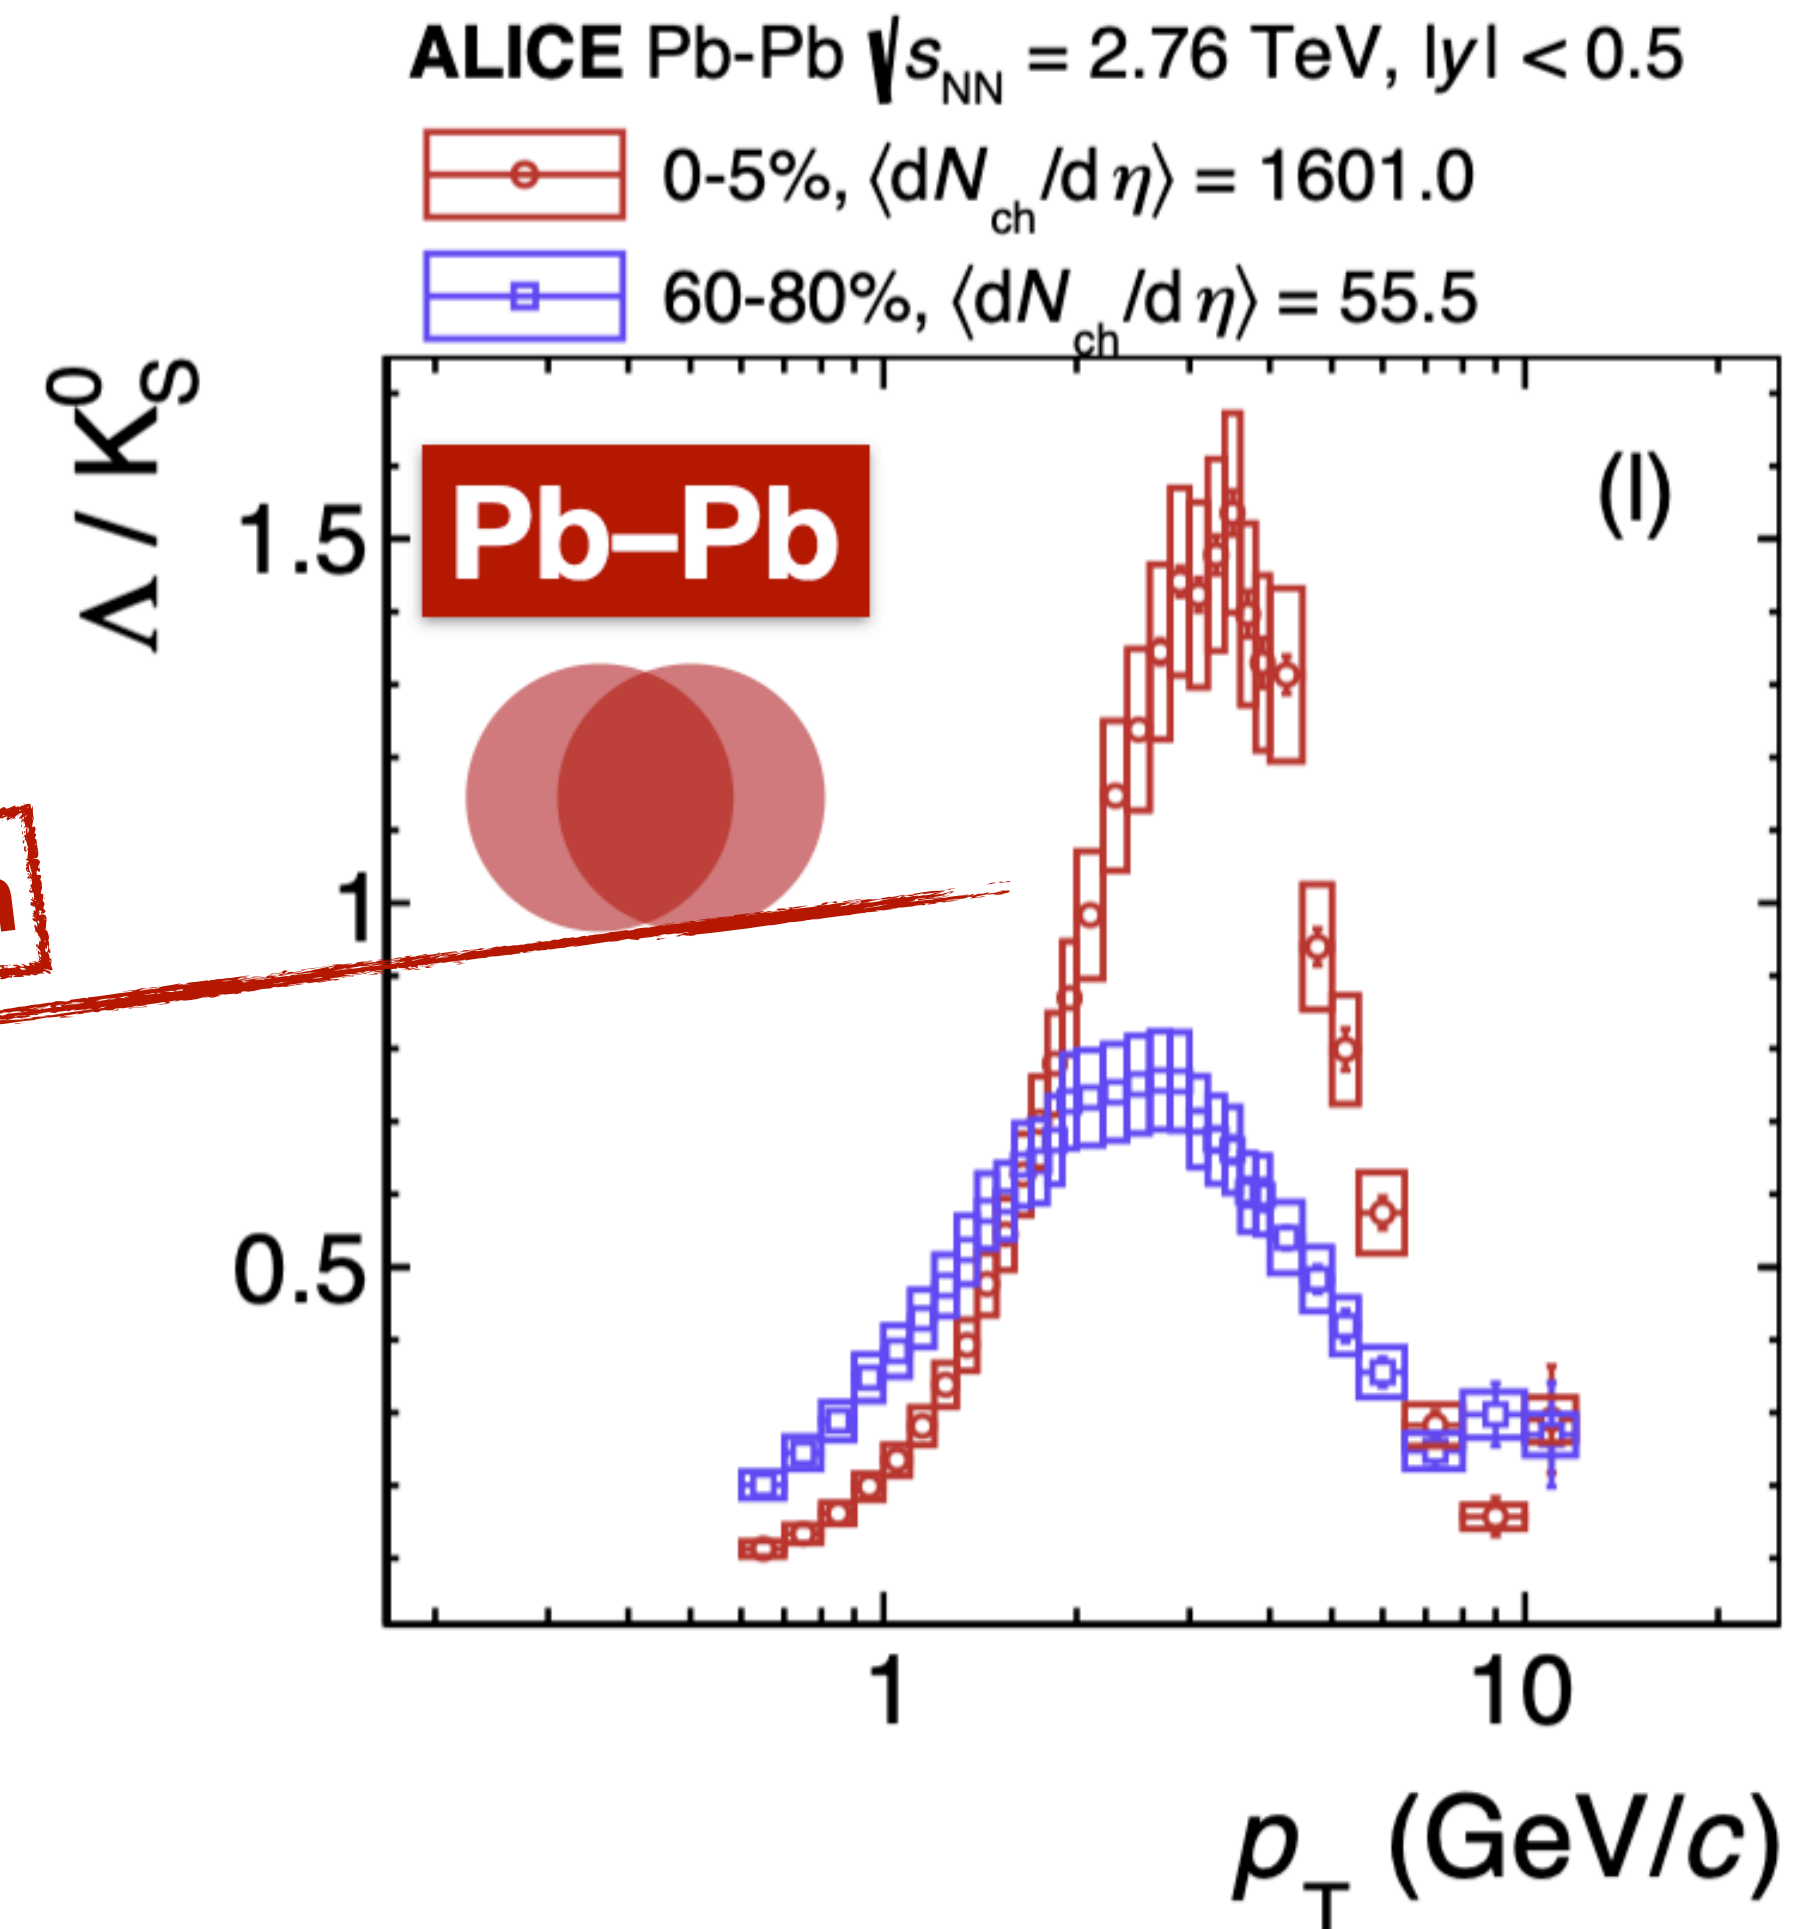 ALICE Pb-Pb √sNN = 2.76 TeV, |y| < 0.5
0-5%, ⟨dNch/dη⟩ = 1601.0
60-80%, ⟨dNch/dη⟩ = 55.5
Λ / K0S
(l)
Pb–Pb
1.5
1
0.5
1 10
pT (GeV/c)